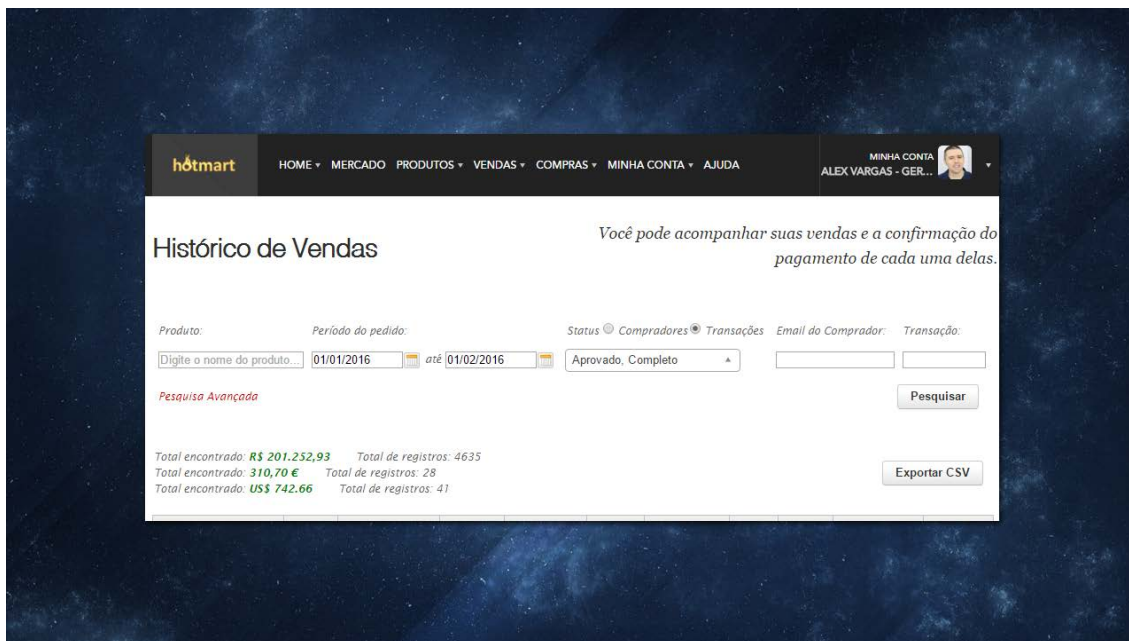 hotmart HOME MERCADO PRODUTOS VENDAS COMPRAS MINHA CONTA AJUDA MINHA CONTA
ALEX VARGAS - GER...
Histórico de Vendas
Você pode acompanhar suas vendas e a confirmação do
pagamento de cada uma delas.
Produto: Período do pedido: Status Compradores Transações Email do Comprador: Transação:
Digite o nome do produto... 01/01/2016 até 01/02/2016 Aprovado, Completo
Pesquisa Avançada Pesquisar
Total encontrado: R$ 201.252,93 Total de registros: 4635
Total encontrado: 310,70 € Total de registros: 28
Total encontrado: US$ 742.66 Total de registros: 41
Exportar CSV